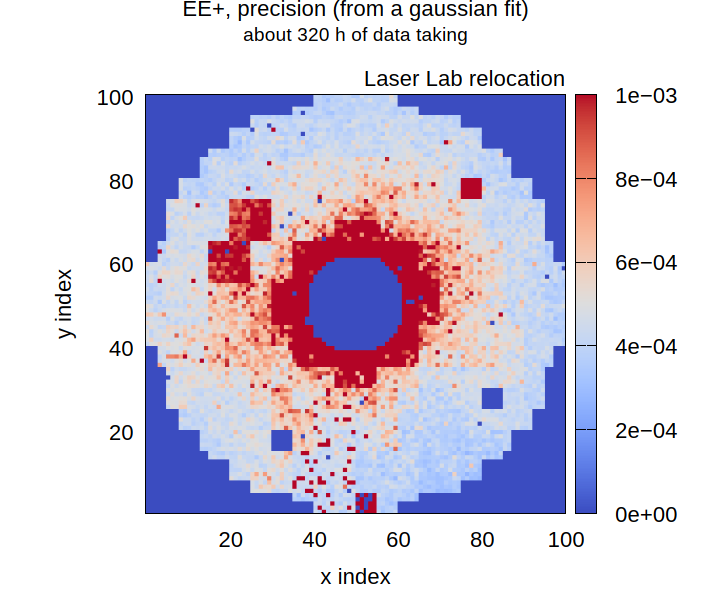 EE+, precision (from a gaussian fit)
about 320 h of data taking
Laser Lab relocation
100
80
60
40
20
y index
20 40 60 80 100
x index
1e−03
8e−04
6e−04
4e−04
2e−04
0e+00